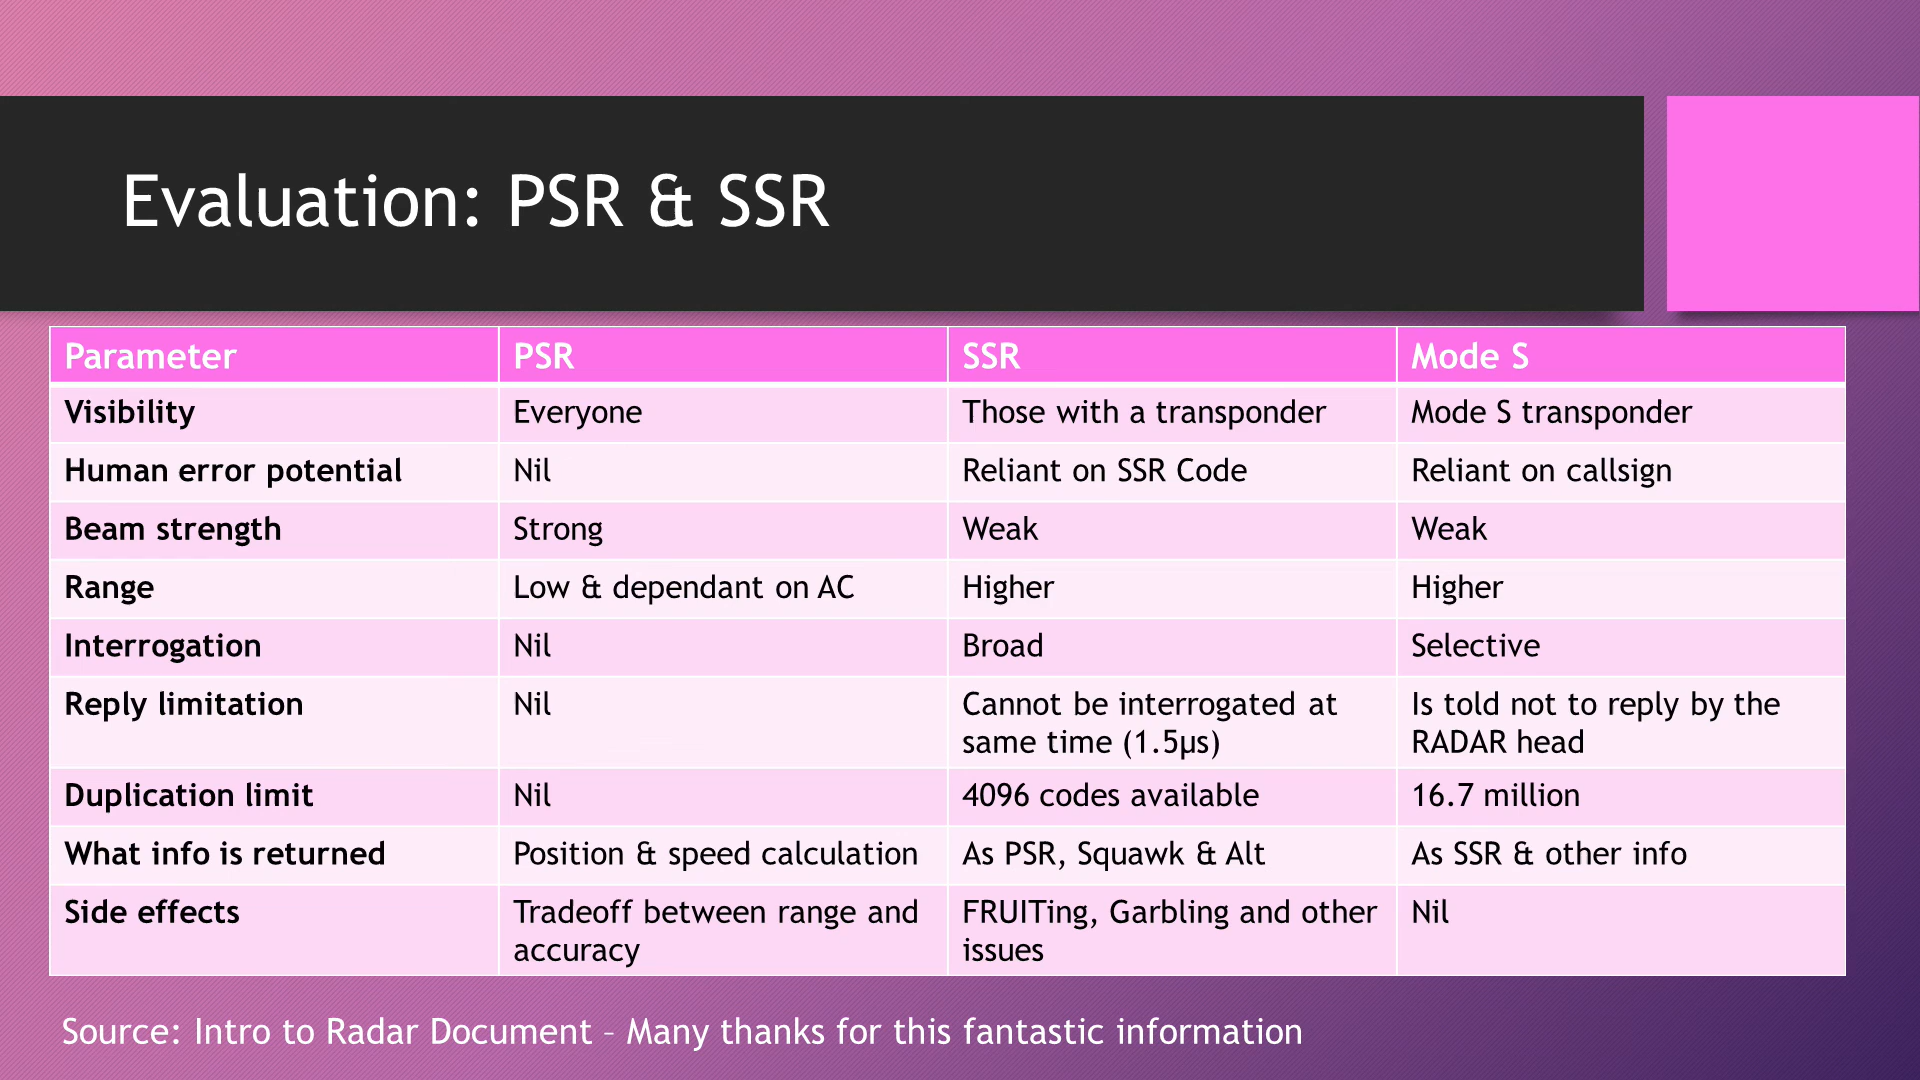 Evaluation: PSR & SSR
Parameter PSR SSR Mode S
Visibility Everyone Those with a transponder Mode S transponder
Human error potential Nil Reliant on SSR Code Reliant on callsign
Beam strength Strong Weak Weak
Range Low & dependant on AC Higher Higher
Interrogation Nil Broad Selective
Reply limitation Nil Cannot be interrogated at Is told not to reply by the
same time (1.5µs) RADAR head
Duplication limit Nil 4096 codes available 16.7 million
What info is returned Position & speed calculation As PSR, Squawk & Alt As SSR & other info
Side effects Tradeoff between range and FRUITing, Garbling and other Nil
accuracy issues
Source: Intro to Radar Document – Many thanks for this fantastic information